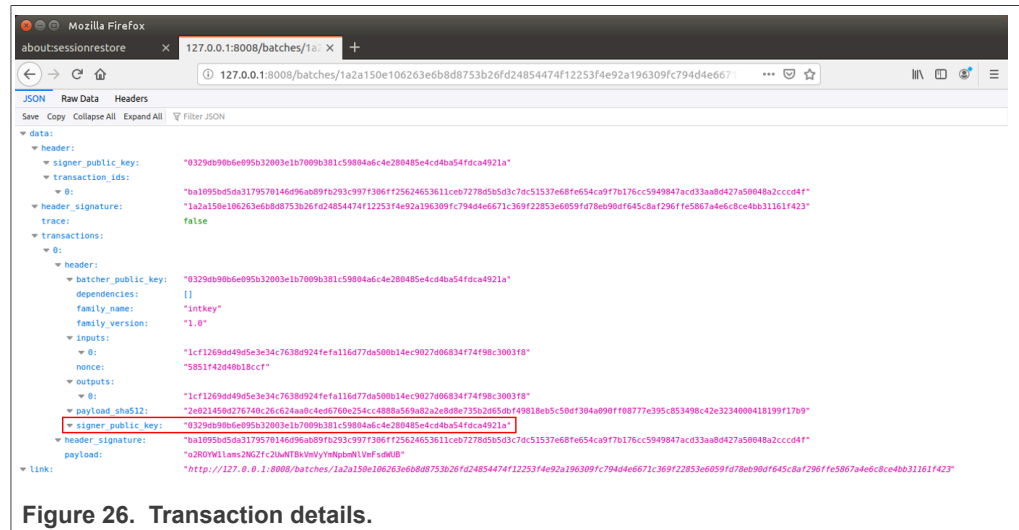 Mozilla Firefox
about:sessionrestore × 127.0.0.1:8008/batches/1a2 × +
127.0.0.1:8008/batches/1a2a150e106263e6b8d8753b26fd24854474f12253f4e92a196309fc794d4e6671
JSON Raw Data Headers
Save Copy Collapse All Expand All Filter JSON
data:
header:
signer_public_key: "0329db90b6e095b32003e1b7009b381c59804a6c4e280485e4cd4ba54fdca4921a"
transaction_ids:
0: "ba1095bd5da3179570146d96ab89fb293c997f306ff25624653611ceb7278d5b5d3c7dc51537e68fe654ca9f7b176cc5949847acd33aa8d427a50048a2cccd4f"
header_signature: "1a2a150e106263e6b8d8753b26fd24854474f12253f4e92a196309fc794d4e6671c369f22853e6059fd78eb90df645c8af296ffe5867a4e6c8ce4bb31161f423"
trace: false
transactions:
0:
header:
batcher_public_key: "0329db90b6e095b32003e1b7009b381c59804a6c4e280485e4cd4ba54fdca4921a"
dependencies: []
family_name: "intkey"
family_version: "1.0"
inputs:
0: "1cf1269dd49d5e3e34c7638d924fefa116d77da500b14ec9027d06834f74f98c3003f8"
nonce: "5851f42d40b18ccf"
outputs:
0: "1cf1269dd49d5e3e34c7638d924fefa116d77da500b14ec9027d06834f74f98c3003f8"
payload_sha512: "2e021450d276740c26c624aa0c4ed6760e254cc4888a569a82a2e8d8e735b2d65dbf49818eb5c50df304a090ff08777e395c853498c42e3234000418199f17b9"
signer_public_key: "0329db90b6e095b32003e1b7009b381c59804a6c4e280485e4cd4ba54fdca4921a"
header_signature: "ba1095bd5da3179570146d96ab89fb293c997f306ff25624653611ceb7278d5b5d3c7dc51537e68fe654ca9f7b176cc5949847acd33aa8d427a50048a2cccd4f"
payload: "o2ROYW1lams2NGZfc2UwNTBkVmVyYmNpbmNlVmFsdWUB"
link: "http://127.0.0.1:8008/batches/1a2a150e106263e6b8d8753b26fd24854474f12253f4e92a196309fc794d4e6671c369f22853e6059fd78eb90df645c8af296ffe5867a4e6c8ce4bb31161f423"
Figure 26. Transaction details.